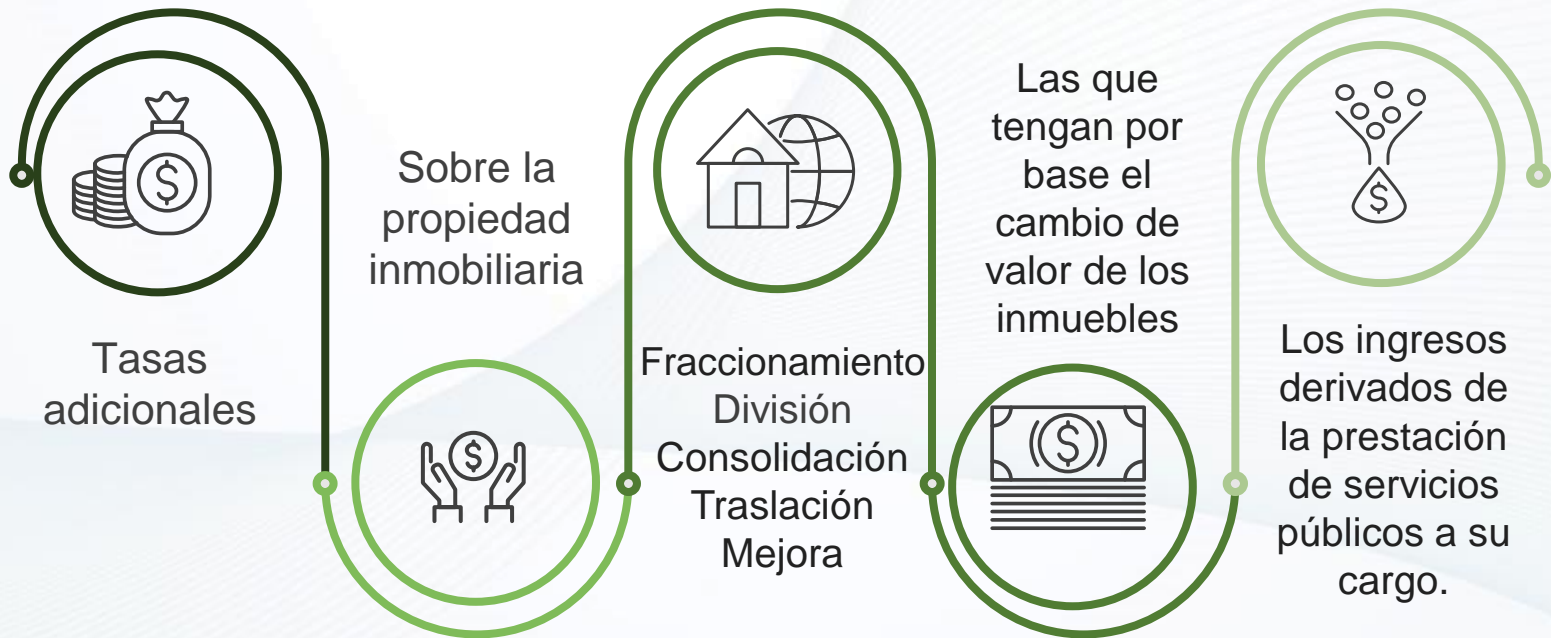 Tasas
adicionales
Sobre la
propiedad
inmobiliaria
Fraccionamiento
División
Consolidación
Traslación
Mejora
Las que
tengan por
base el
cambio de
valor de los
inmuebles
Los ingresos
derivados de
la prestación
de servicios
públicos a su
cargo.
$
$
$
$